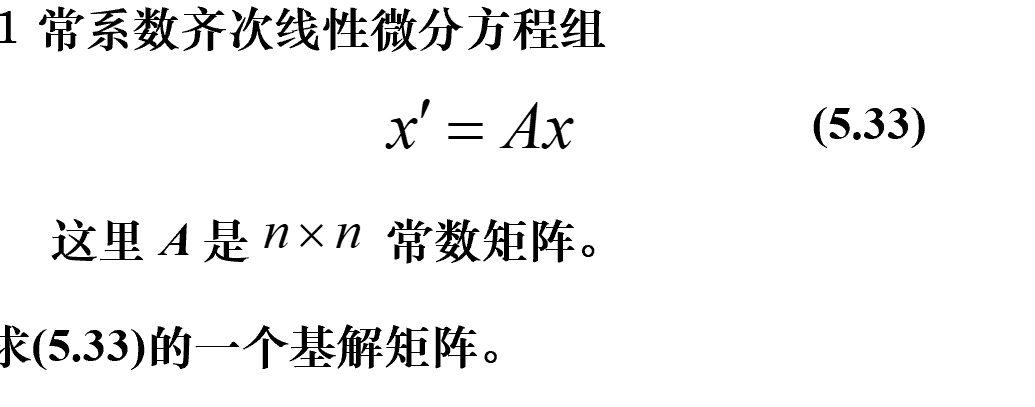 1 常系数齐次线性微分方程组
x′ = Ax (5.33)
这里 A 是 n×n 常数矩阵。
求(5.33)的一个基解矩阵。